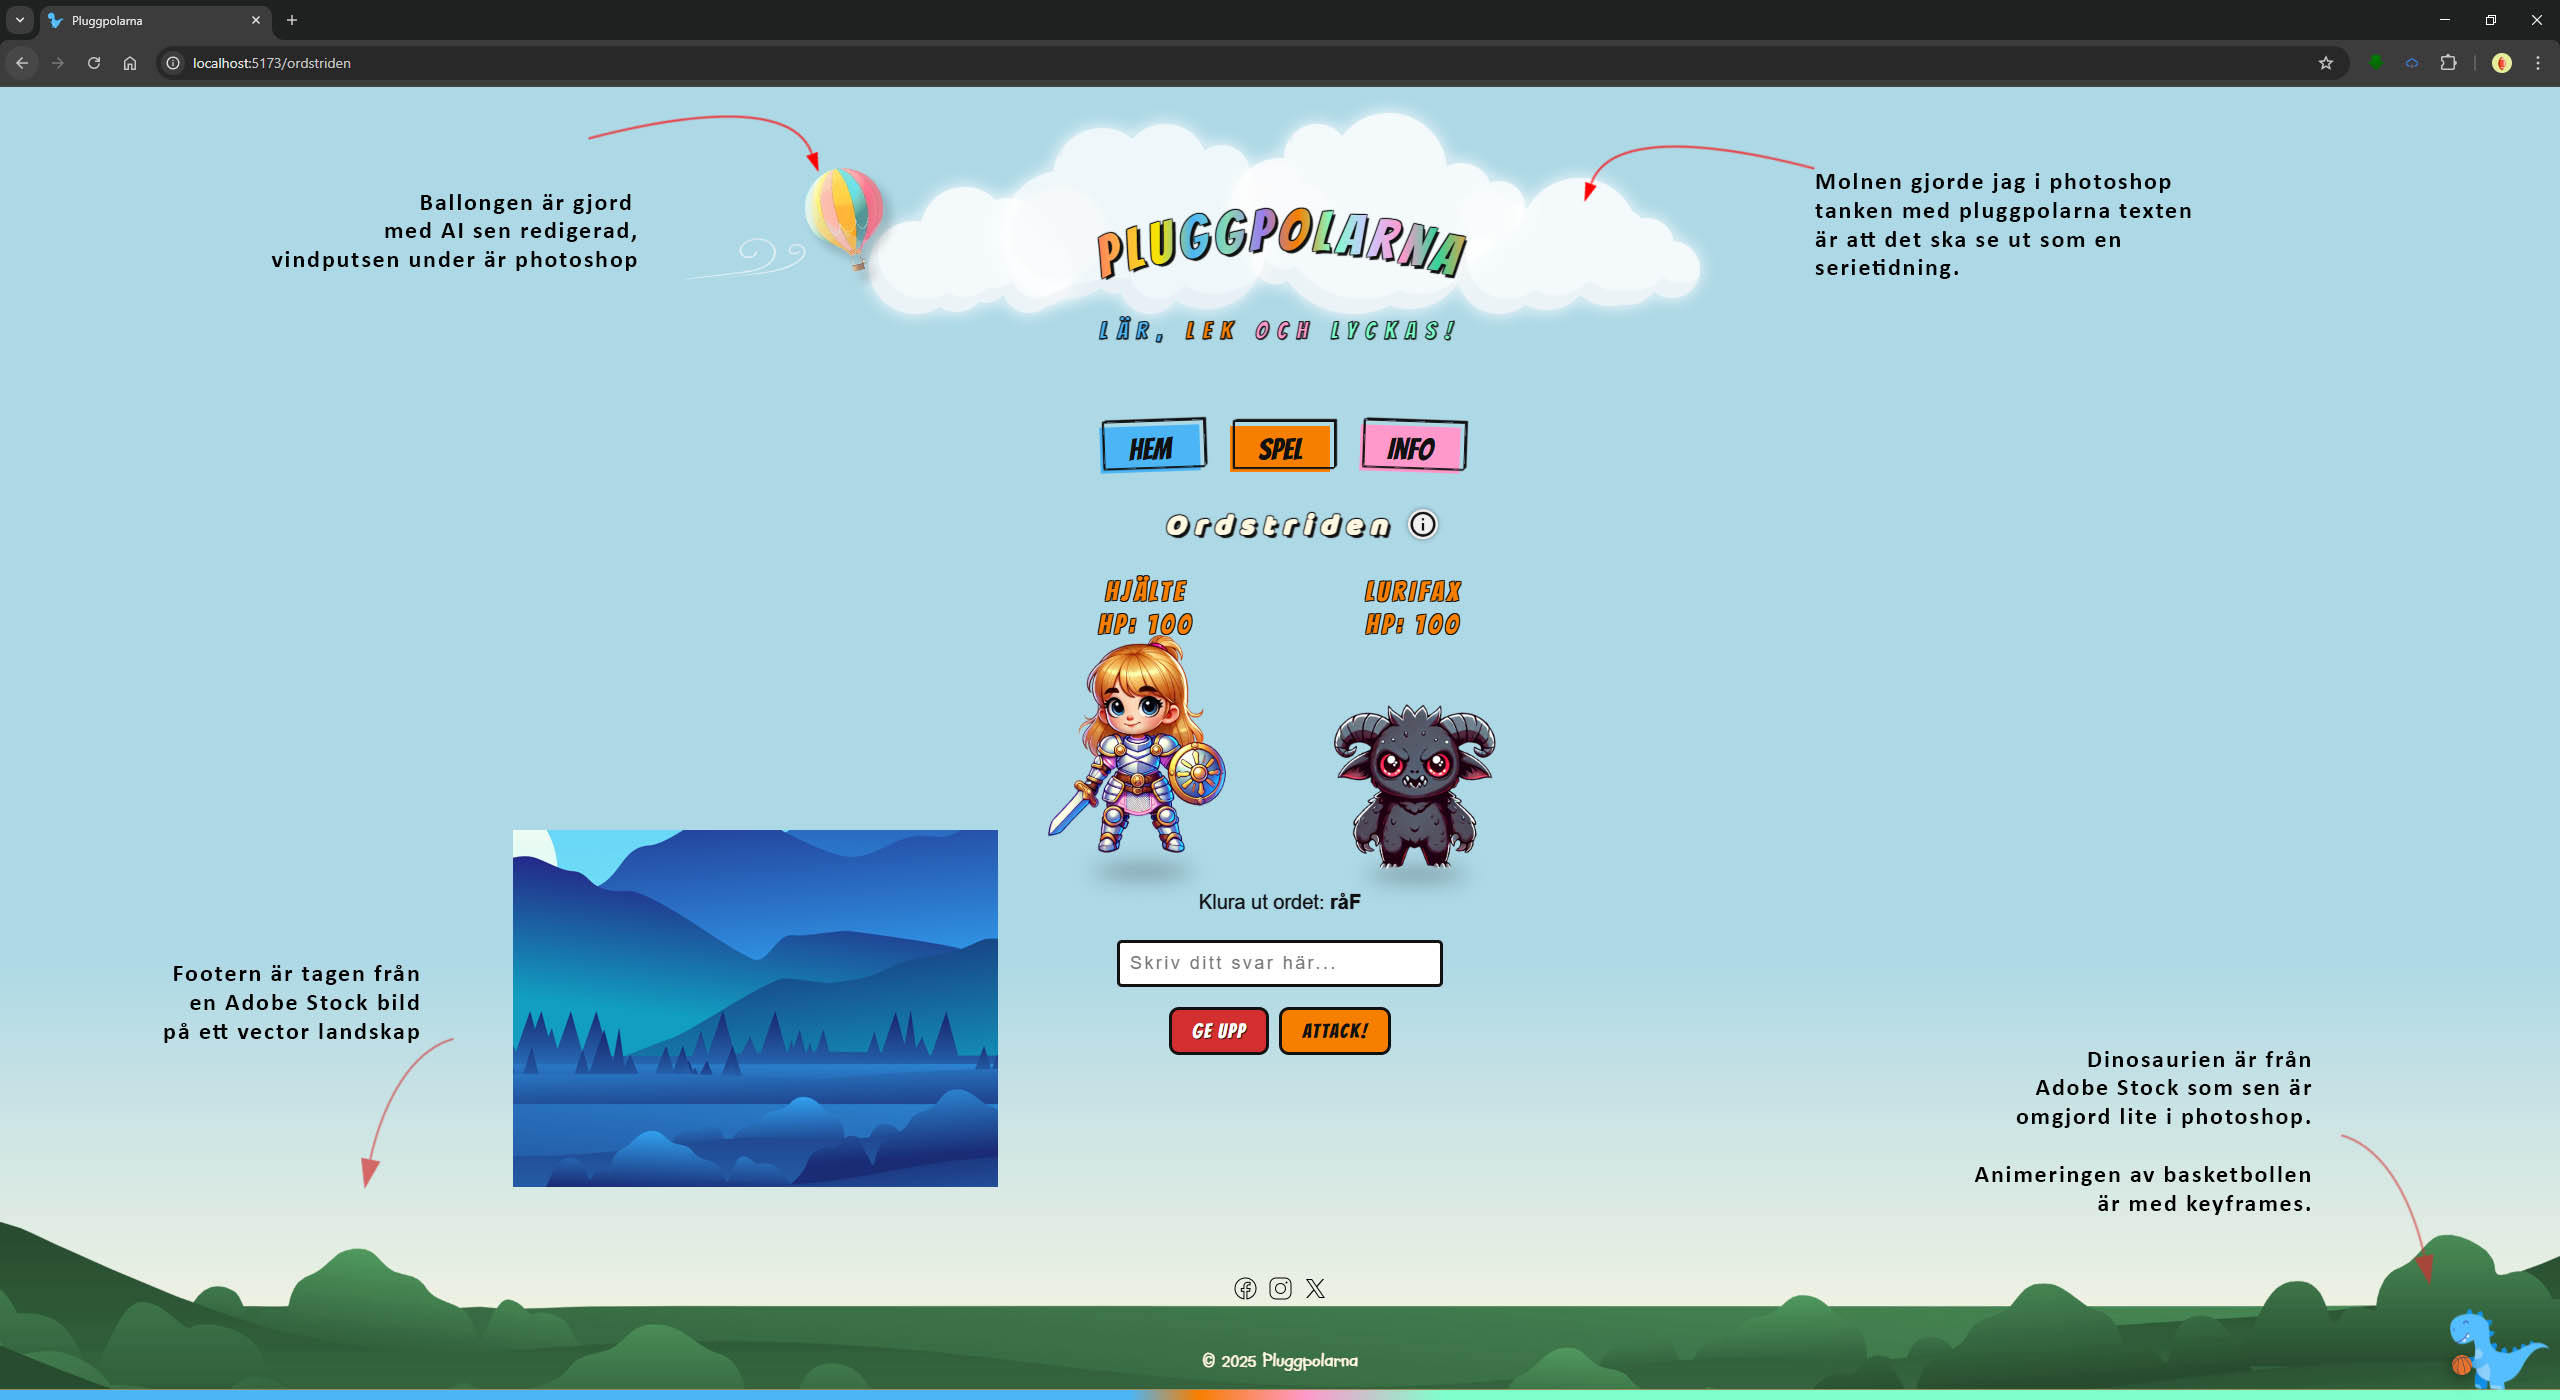 Pluggpolarna
localhost:5173/ordstriden
Ballongen är gjord
med AI sen redigerad,
vindputsen under är photoshop
Molnen gjorde jag i photoshop
tanken med pluggpolarna texten
är att det ska se ut som en
serietidning.
PLUGGPOLARNA
LÄR, LEK OCH LYCKAS!
HEM
SPEL
INFO
Ordstriden
HJÄLTE
HP: 100
LURIFAX
HP: 100
Klura ut ordet: råF
Skriv ditt svar här...
GE UPP
ATTACK!
Footern är tagen från
en Adobe Stock bild
på ett vector landskap
Dinosaurien är från
Adobe Stock som sen är
omgjord lite i photoshop.
Animeringen av basketbollen
är med keyframes.
© 2025 Pluggpolarna